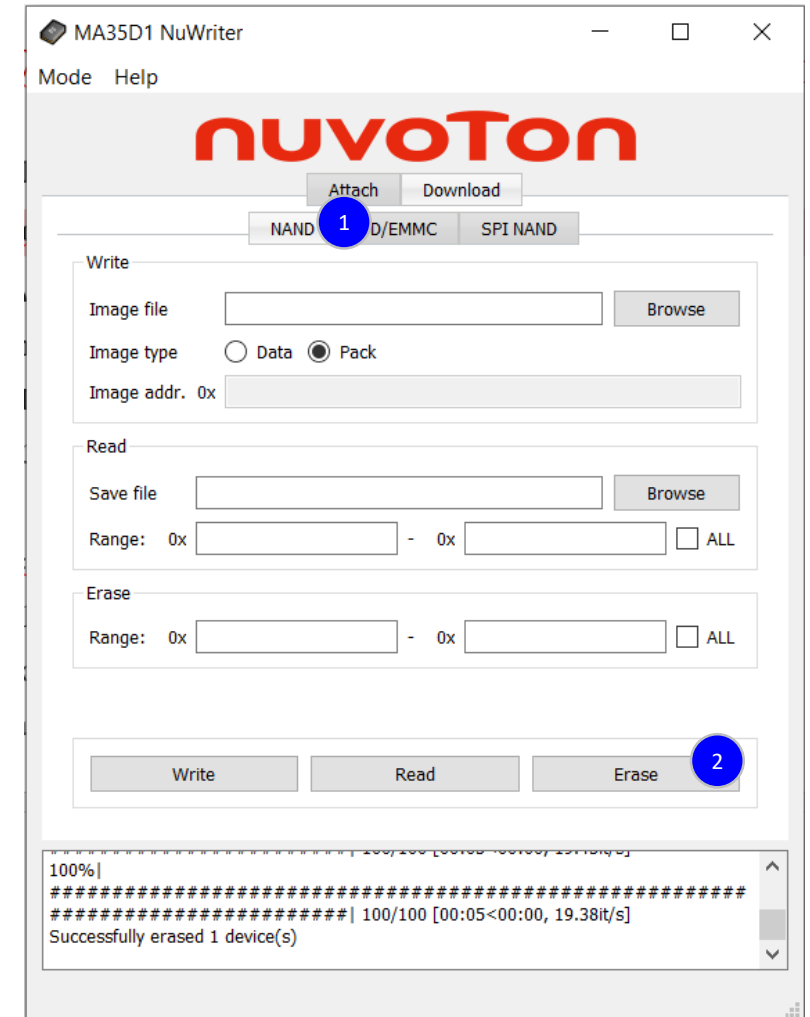 MA35D1 NuWriter
Mode Help
nuvoTon
Attach Download
NAND 1 D/EMMC SPI NAND
Write
Image file Browse
Image type Data Pack
Image addr. 0x
Read
Save file Browse
Range: 0x - 0x ALL
Erase
Range: 0x - 0x ALL
Write Read Erase 2
100%|
########################################################
########################| 100/100 [00:05<00:00, 19.38it/s]
Successfully erased 1 device(s)